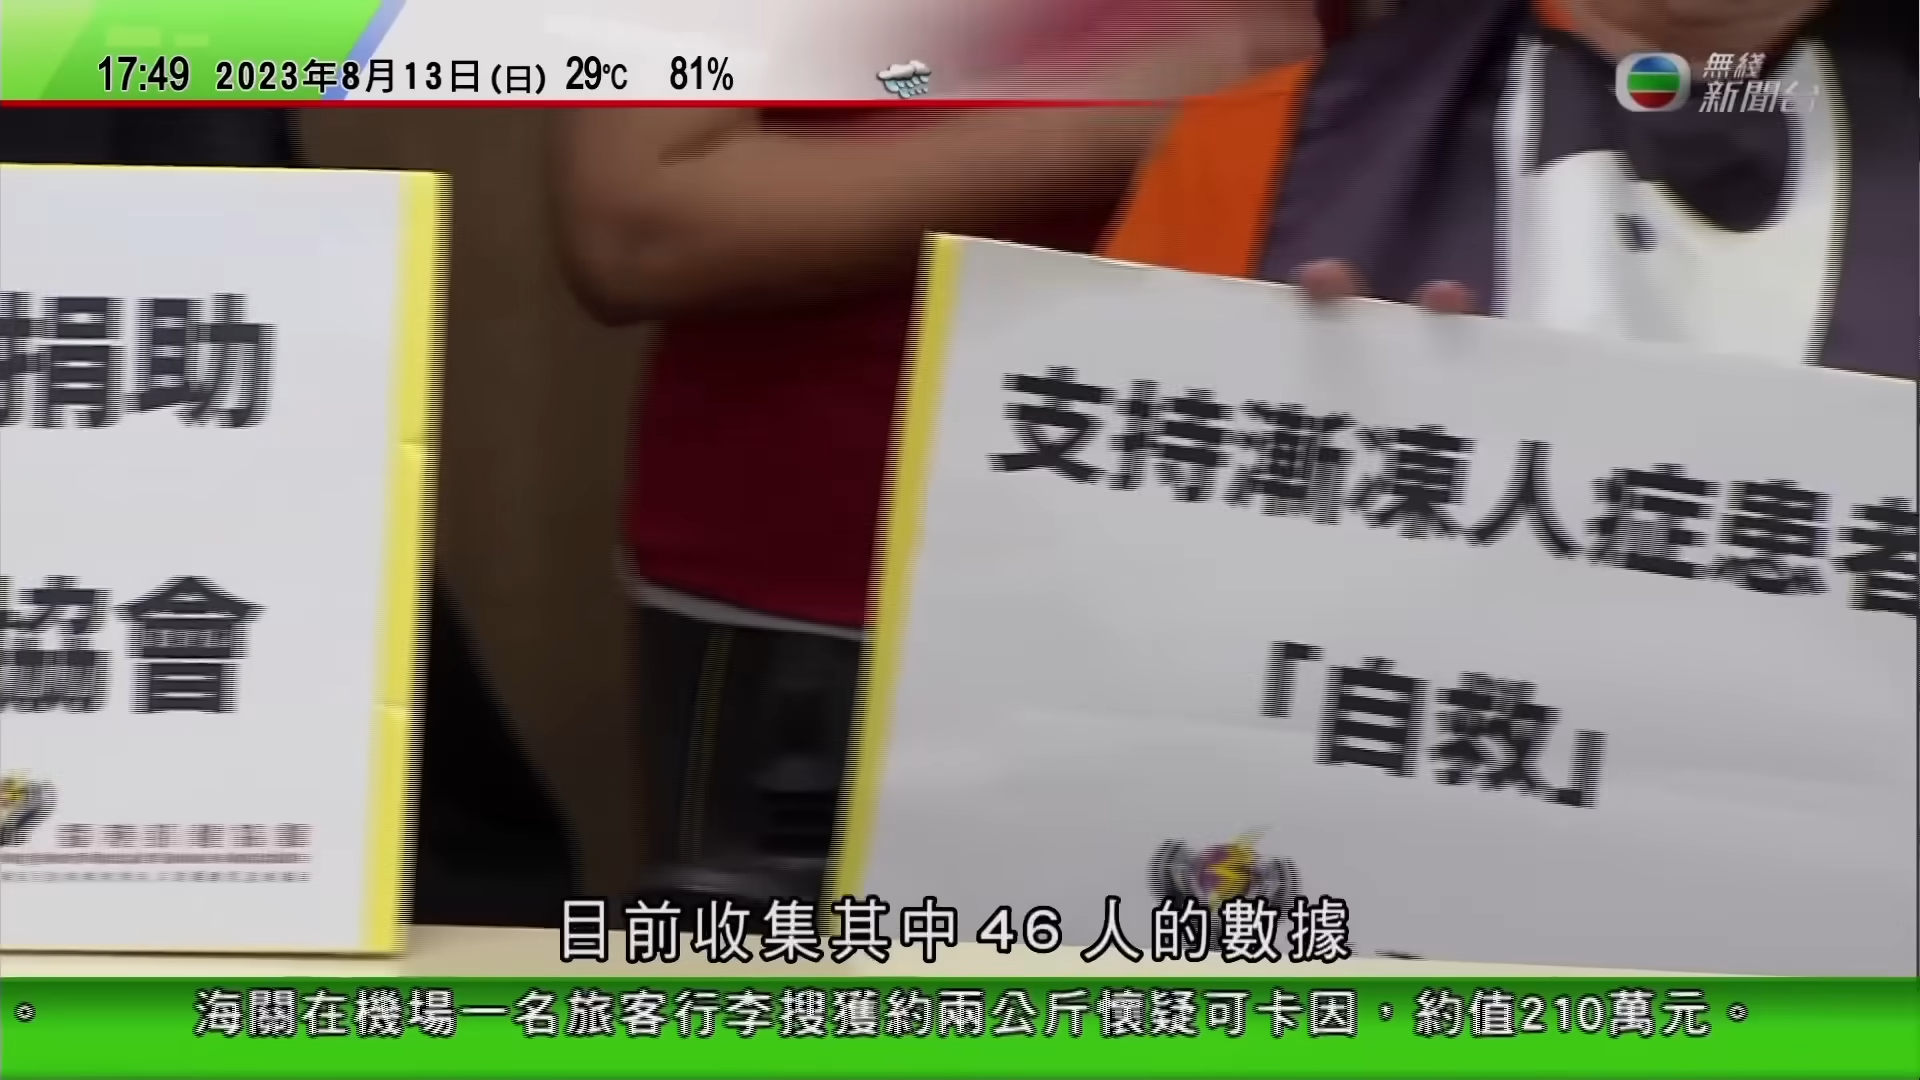 17:49 2023年8月13日(日) 29℃ 81%
無綫
新聞台
捐助
協會
支持漸凍人症患者
「自救」
目前收集其中46人的數據
。 海關在機場一名旅客行李搜獲約兩公斤懷疑可卡因，約值210萬元。